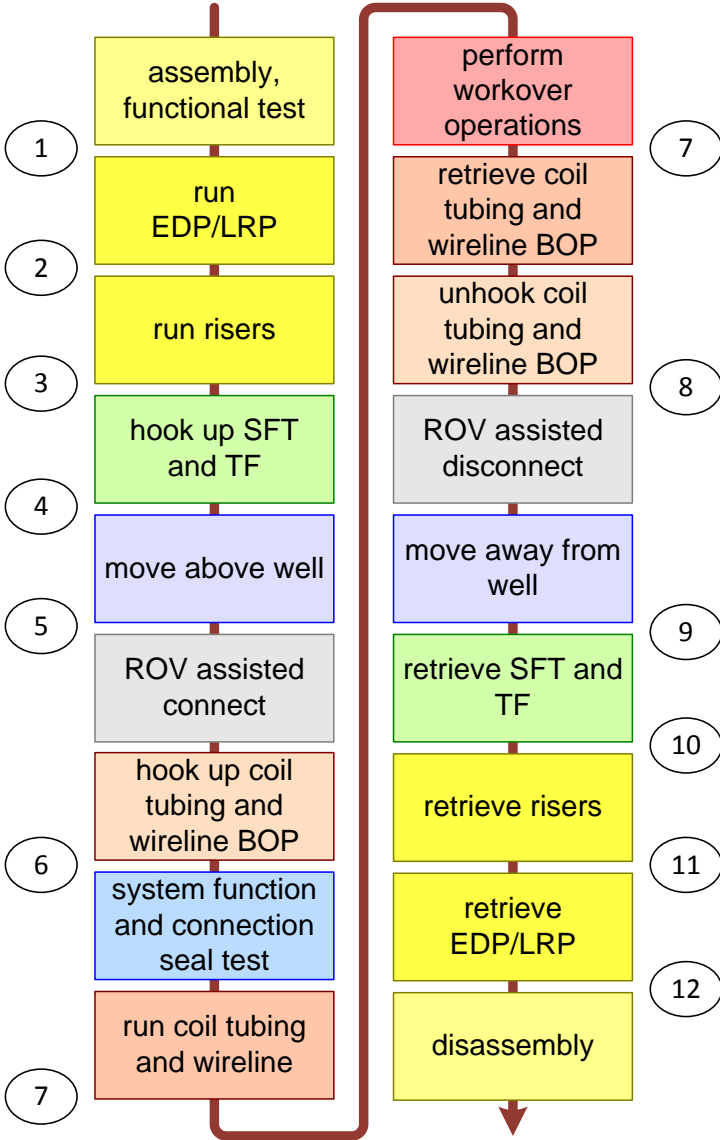 assembly,
functional test
1
run
EDP/LRP
2
run risers
3
hook up SFT
and TF
4
move above well
5
ROV assisted
connect
hook up coil
tubing and
wireline BOP
6
system function
and connection
seal test
run coil tubing
and wireline
7
perform
workover
operations
7
retrieve coil
tubing and
wireline BOP
unhook coil
tubing and
wireline BOP
8
ROV assisted
disconnect
move away from
well
9
retrieve SFT and
TF
10
retrieve risers
11
retrieve
EDP/LRP
12
disassembly